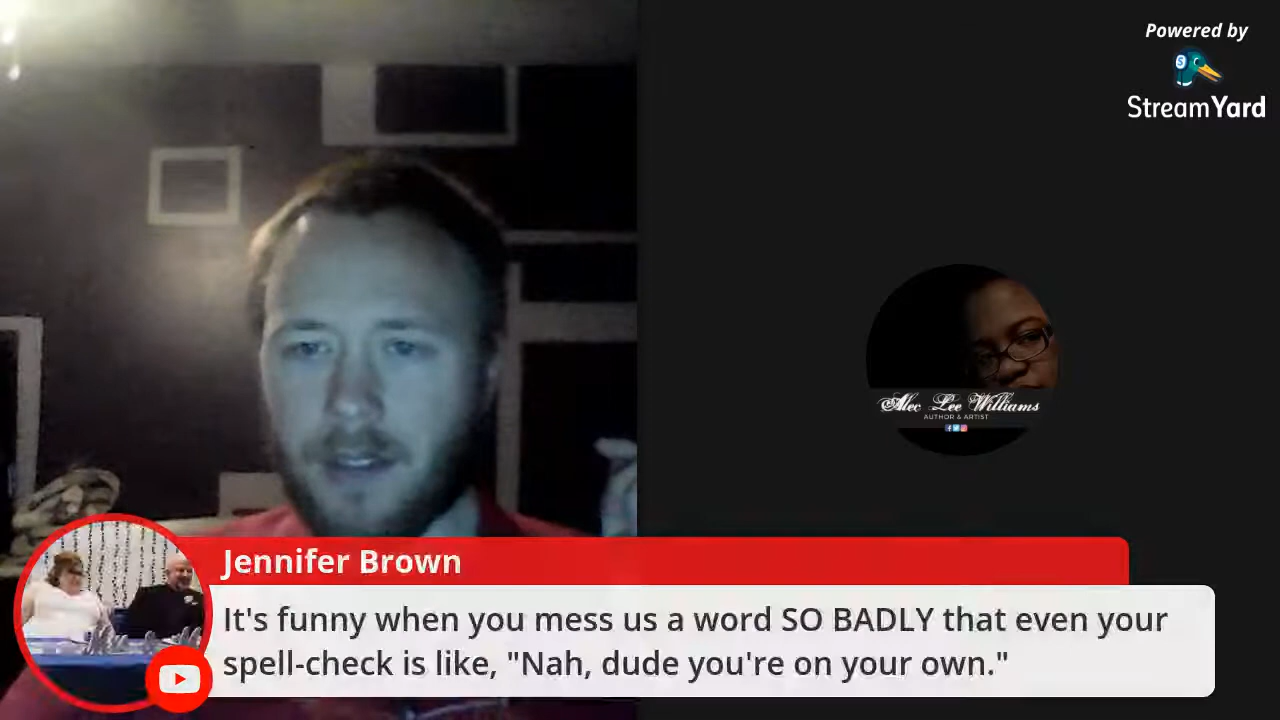 Powered by
StreamYard
Alec Lee Williams
AUTHOR & ARTIST
Jennifer Brown
It's funny when you mess us a word SO BADLY that even your
spell-check is like, "Nah, dude you're on your own."